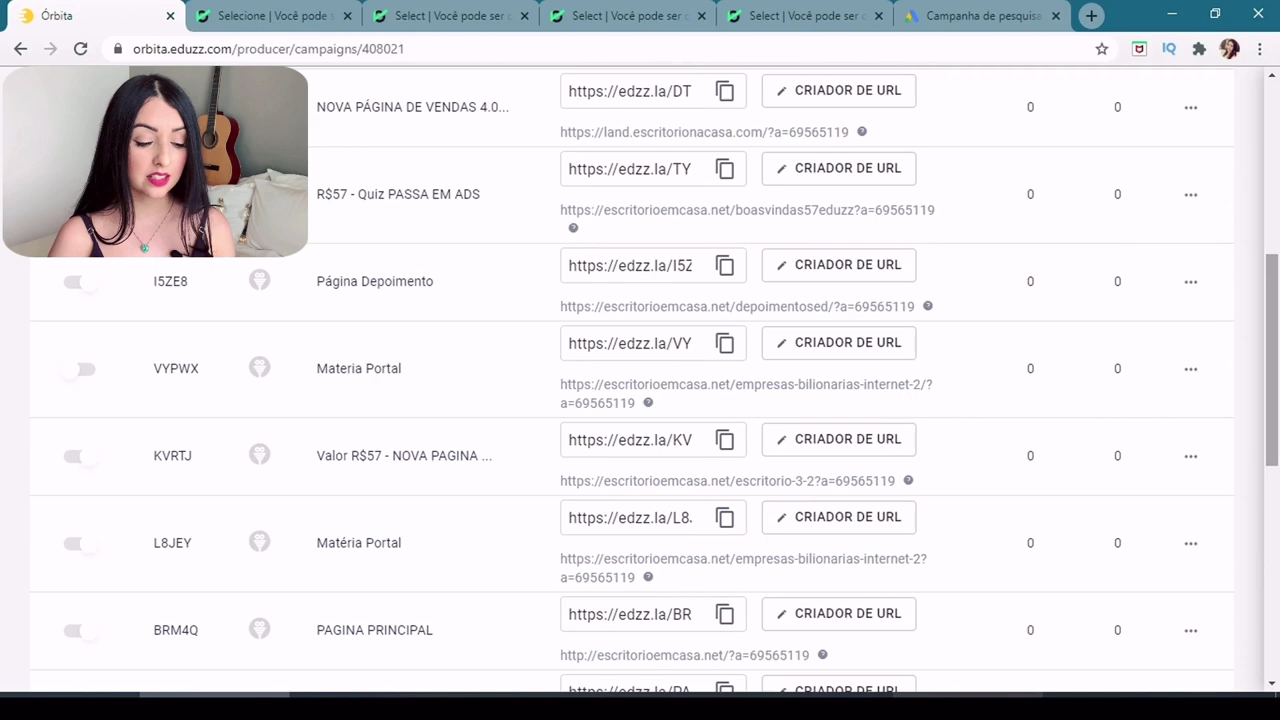 Órbita
Selecione | Você pode s
Select | Você pode ser c
Select | Você pode ser c
Select | Você pode ser c
Campanha de pesquisa
orbita.eduzz.com/producer/campaigns/408021
IQ
NOVA PÁGINA DE VENDAS 4.0... https://edzz.la/DT CRIADOR DE URL 0 0
https://land.escritorionacasa.com/?a=69565119
R$57 - Quiz PASSA EM ADS https://edzz.la/TY CRIADOR DE URL 0 0
https://escritorioemcasa.net/boasvindas57eduzz?a=69565119
I5ZE8 Página Depoimento https://edzz.la/I5Z CRIADOR DE URL 0 0
https://escritorioemcasa.net/depoimentosed/?a=69565119
VYPWX Materia Portal https://edzz.la/VY CRIADOR DE URL 0 0
https://escritorioemcasa.net/empresas-bilionarias-internet-2/?
a=69565119
KVRTJ Valor R$57 - NOVA PAGINA ... https://edzz.la/KV CRIADOR DE URL 0 0
https://escritorioemcasa.net/escritorio-3-2?a=69565119
L8JEY Matéria Portal https://edzz.la/L8. CRIADOR DE URL 0 0
https://escritorioemcasa.net/empresas-bilionarias-internet-2?
a=69565119
BRM4Q PAGINA PRINCIPAL https://edzz.la/BR CRIADOR DE URL 0 0
http://escritorioemcasa.net/?a=69565119
https://edzz.la/PA CRIADOR DE URL